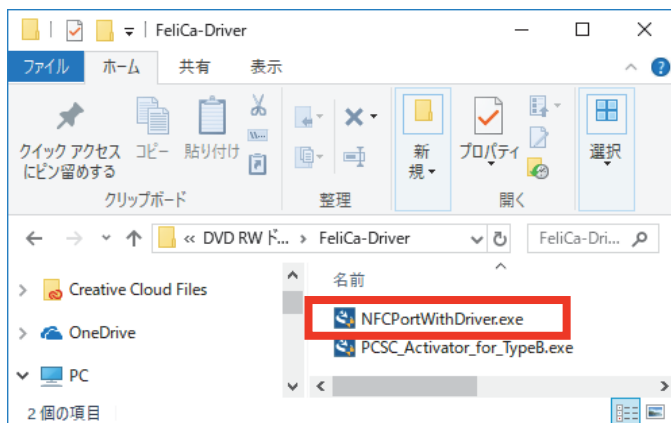 FeliCa-Driver
ファイル ホーム 共有 表示
クイック アクセス
にピン留めする
コピー
貼り付け
新
規
プロパティ
選択
クリップボード 整理 開く
« DVD RW ド... › FeliCa-Driver
FeliCa-Dri...
名前
Creative Cloud Files
NFCPortWithDriver.exe
OneDrive
PCSC_Activator_for_TypeB.exe
PC
2 個の項目